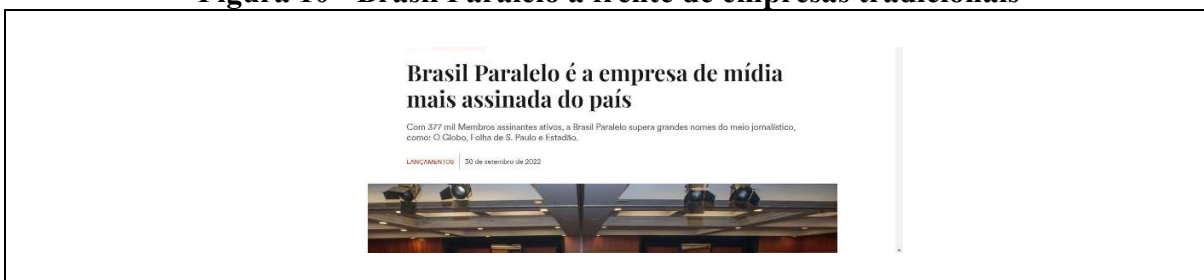 Figura 10 - Brasil Paralelo à frente de empresas tradicionais
Brasil Paralelo é a empresa de mídia
mais assinada do país
Com 377 mil Membros assinantes ativos, a Brasil Paralelo supera grandes nomes do meio jornalístico,
como: O Globo, Folha de S. Paulo e Estadão.
LANÇAMENTOS | 30 de setembro de 2022